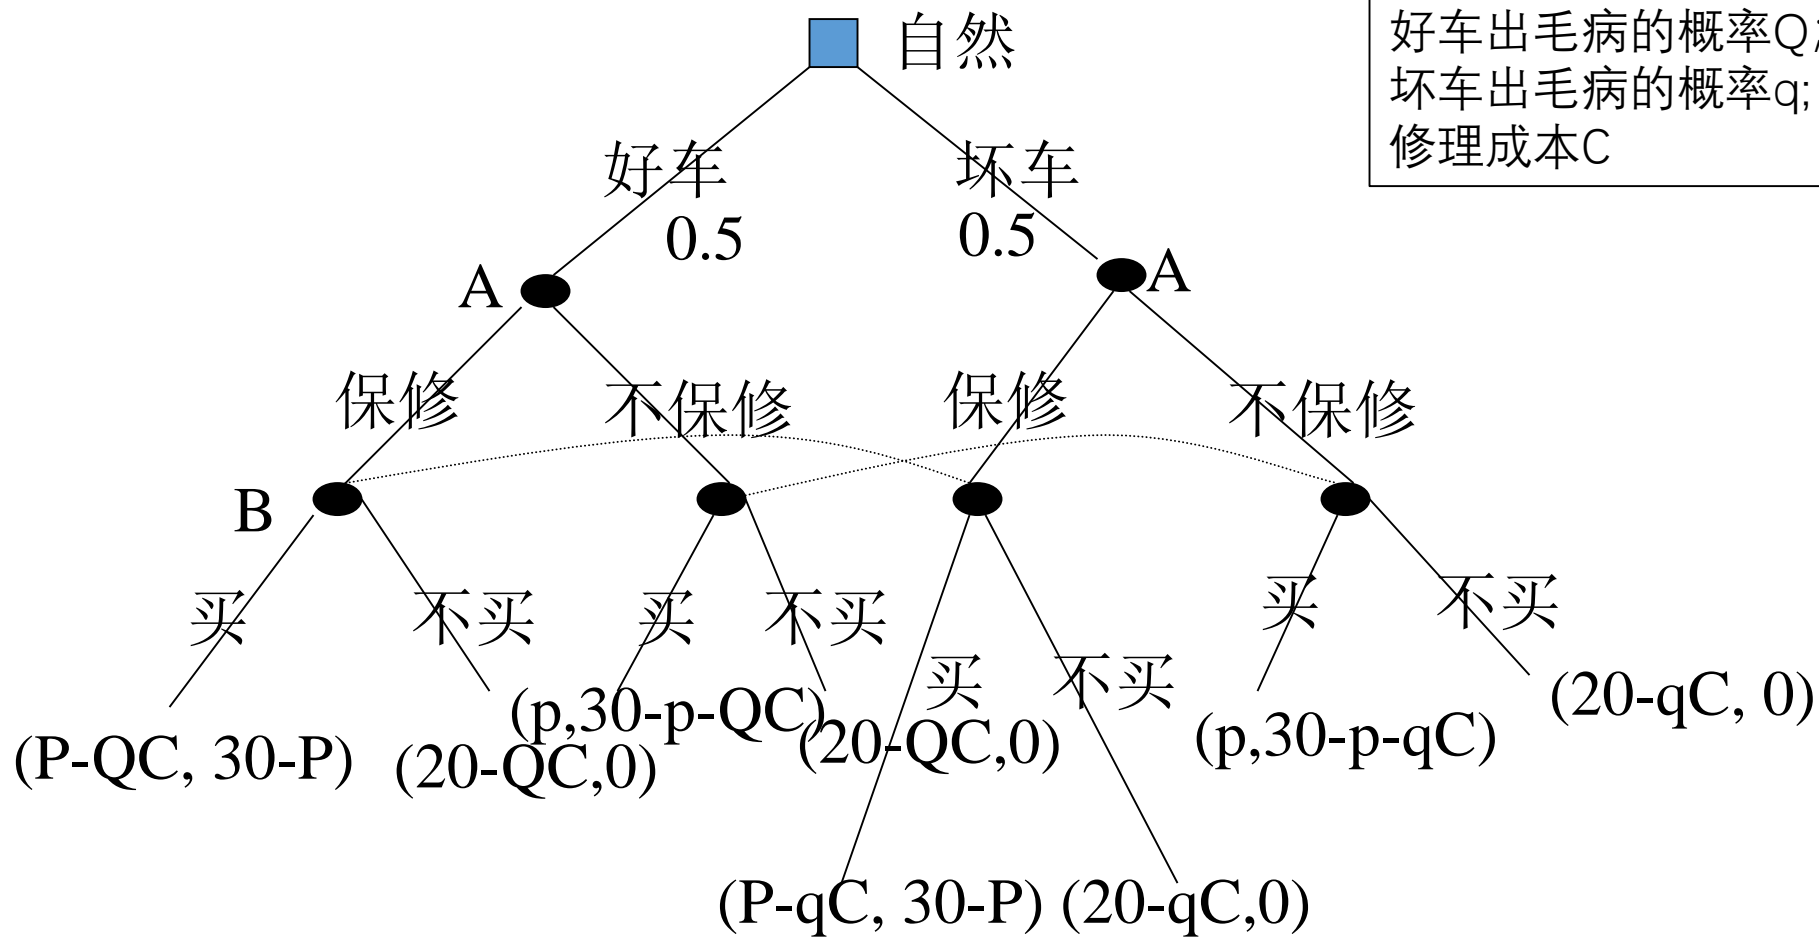 自然
好车出毛病的概率Q;
坏车出毛病的概率q;
修理成本C
好车
坏车
0.5
0.5
A
A
保修
不保修
保修
不保修
B
买
不买
买
不买
买
不买
买
不买
(P-QC, 30-P)
(20-QC,0)
(p,30-p-QC)
(20-QC,0)
(p,30-p-qC)
(20-qC, 0)
(P-qC, 30-P)
(20-qC,0)